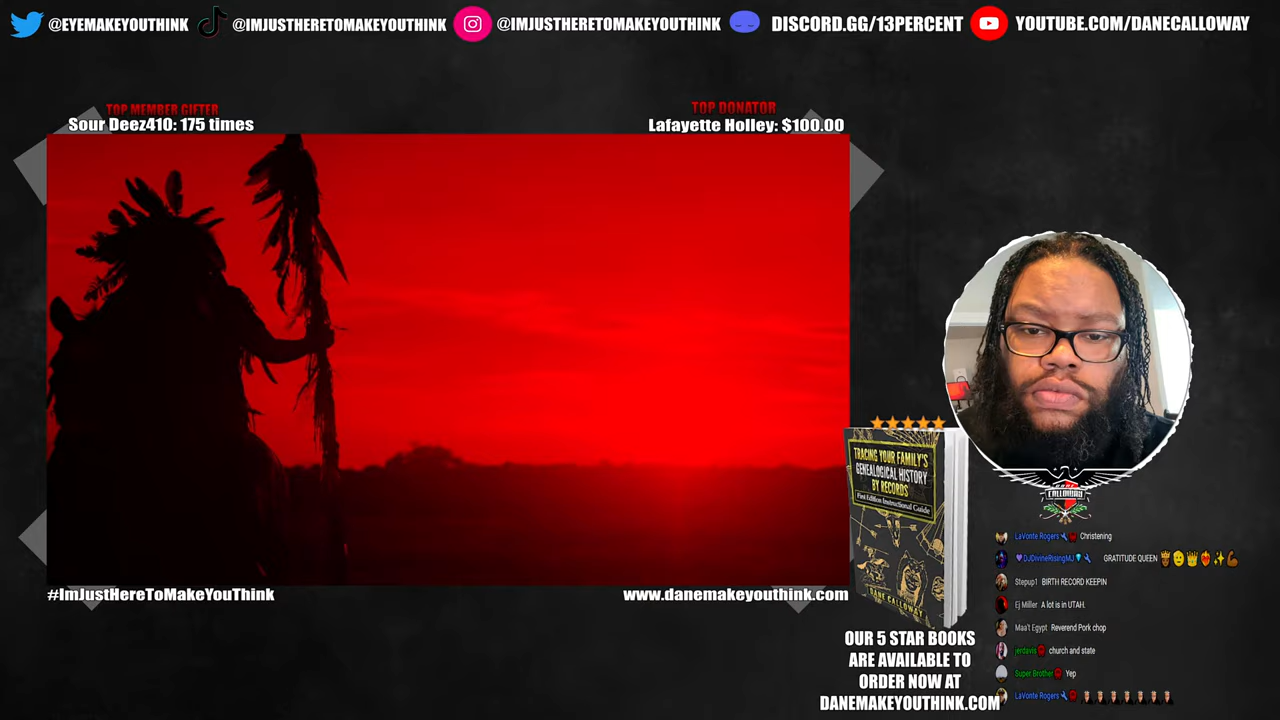 @EYEMAKEYOUTHINK
@IMJUSTHERETOMAKEYOUTHINK
@IMJUSTHERETOMAKEYOUTHINK
DISCORD.GG/13PERCENT
YOUTUBE.COM/DANECALLOWAY
TOP MEMBER GIFTER
Sour Deez410: 175 times
TOP DONATOR
Lafayette Holley: $100.00
TRACING YOUR FAMILY'S
GENEALOGICAL HISTORY
BY RECORDS
First Edition Instructional Guide
DANE CALLOWAY
CALLOWAY
#ImJustHereToMakeYouThink
www.danemakeyouthink.com
OUR 5 STAR BOOKS
ARE AVAILABLE TO
ORDER NOW AT
DANEMAKEYOUTHINK.COM
LaVonte Rogers Christening
DJDivineRisingMJ GRATITUDE QUEEN
Stepup1 BIRTH RECORD KEEPIN
Ej Miller A lot is in UTAH.
Maa't Egypt Reverend Pork chop
jerdavis church and state
Super Brother Yep
LaVonte Rogers